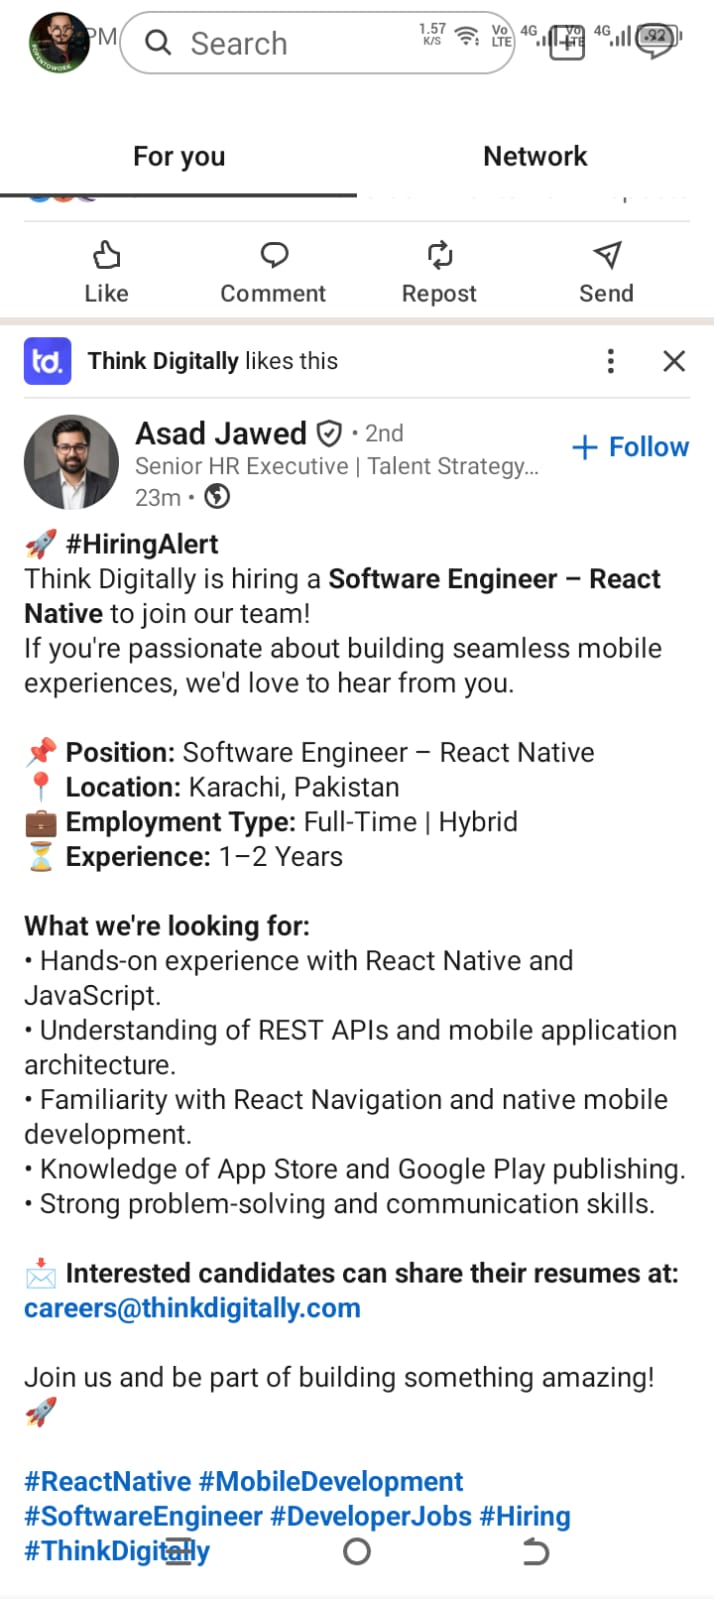 PM
Search
1.57
K/S
Vo
LTE
4G
4G
92
For you
Network
Like
Comment
Repost
Send
td.
Think Digitally likes this
Asad Jawed • 2nd
+ Follow
Senior HR Executive | Talent Strategy...
23m •
🚀 #HiringAlert
Think Digitally is hiring a Software Engineer – React
Native to join our team!
If you're passionate about building seamless mobile
experiences, we'd love to hear from you.
📌 Position: Software Engineer – React Native
📍 Location: Karachi, Pakistan
💼 Employment Type: Full-Time | Hybrid
⏳ Experience: 1–2 Years
What we're looking for:
• Hands-on experience with React Native and
JavaScript.
• Understanding of REST APIs and mobile application
architecture.
• Familiarity with React Navigation and native mobile
development.
• Knowledge of App Store and Google Play publishing.
• Strong problem-solving and communication skills.
📩 Interested candidates can share their resumes at:
careers@thinkdigitally.com
Join us and be part of building something amazing!
🚀
#ReactNative #MobileDevelopment
#SoftwareEngineer #DeveloperJobs #Hiring
#ThinkDigitally